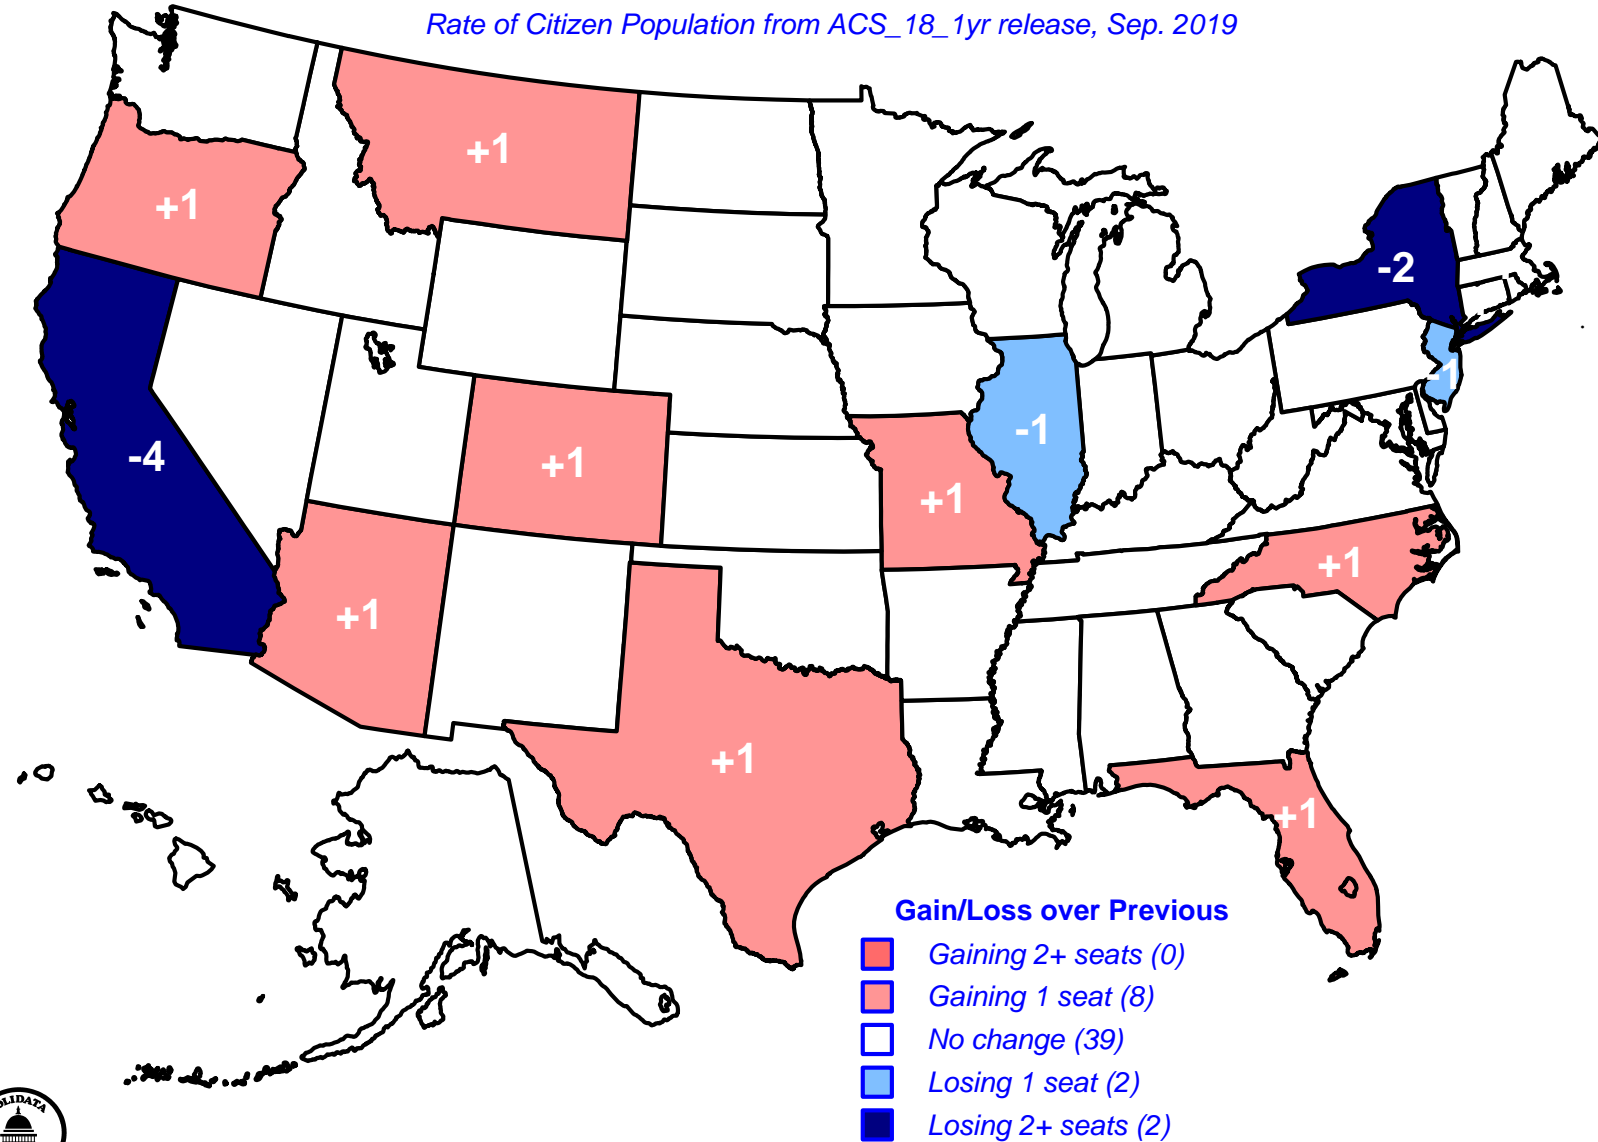 Rate of Citizen Population from ACS_18_1yr release, Sep. 2019
+1
+1
-2
-1
-4
+1
-1
+1
+1
+1
+1
+1
Gain/Loss over Previous
Gaining 2+ seats (0)
Gaining 1 seat (8)
No change (39)
Losing 1 seat (2)
Losing 2+ seats (2)